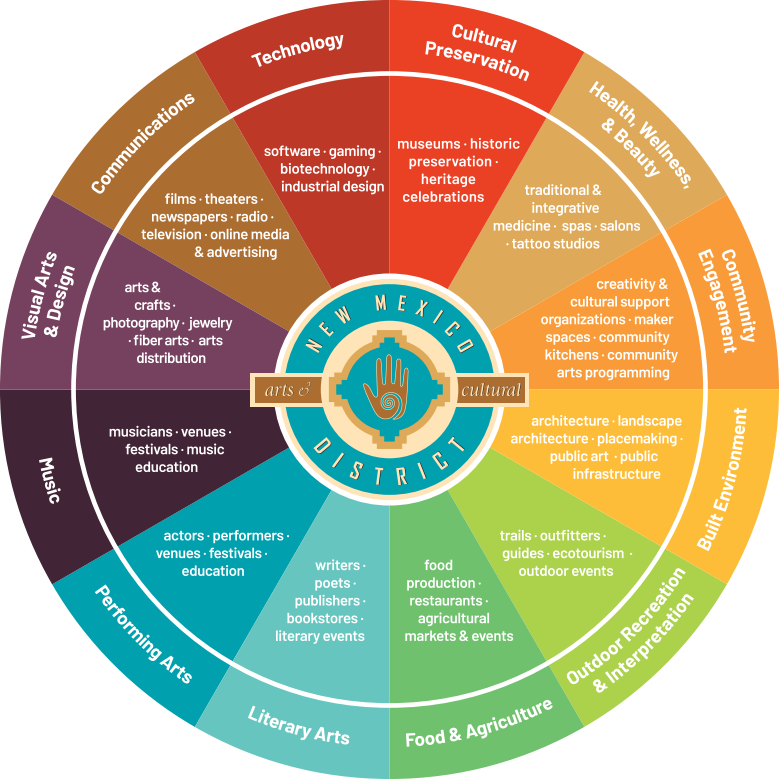 Technology
software · gaming ·
biotechnology ·
industrial design
Cultural
Preservation
museums · historic
preservation ·
heritage
celebrations
Health, Wellness,
& Beauty
traditional &
integrative
medicine · spas · salons
· tattoo studios
Community
Engagement
creativity &
cultural support
organizations · maker
spaces · community
kitchens · community
arts programming
Built Environment
architecture · landscape
architecture · placemaking ·
public art · public
infrastructure
Outdoor Recreation
& Interpretation
trails · outfitters ·
guides · ecotourism ·
outdoor events
Food & Agriculture
food
production ·
restaurants ·
agricultural
markets & events
Literary Arts
writers ·
poets ·
publishers ·
bookstores ·
literary events
Performing Arts
actors · performers ·
venues · festivals ·
education
Music
musicians · venues ·
festivals · music
education
Visual Arts
& Design
arts &
crafts ·
photography · jewelry
· fiber arts · arts
distribution
Communications
films · theaters ·
newspapers · radio ·
television · online media
& advertising
NEW MEXICO
arts &
cultural
DISTRICT